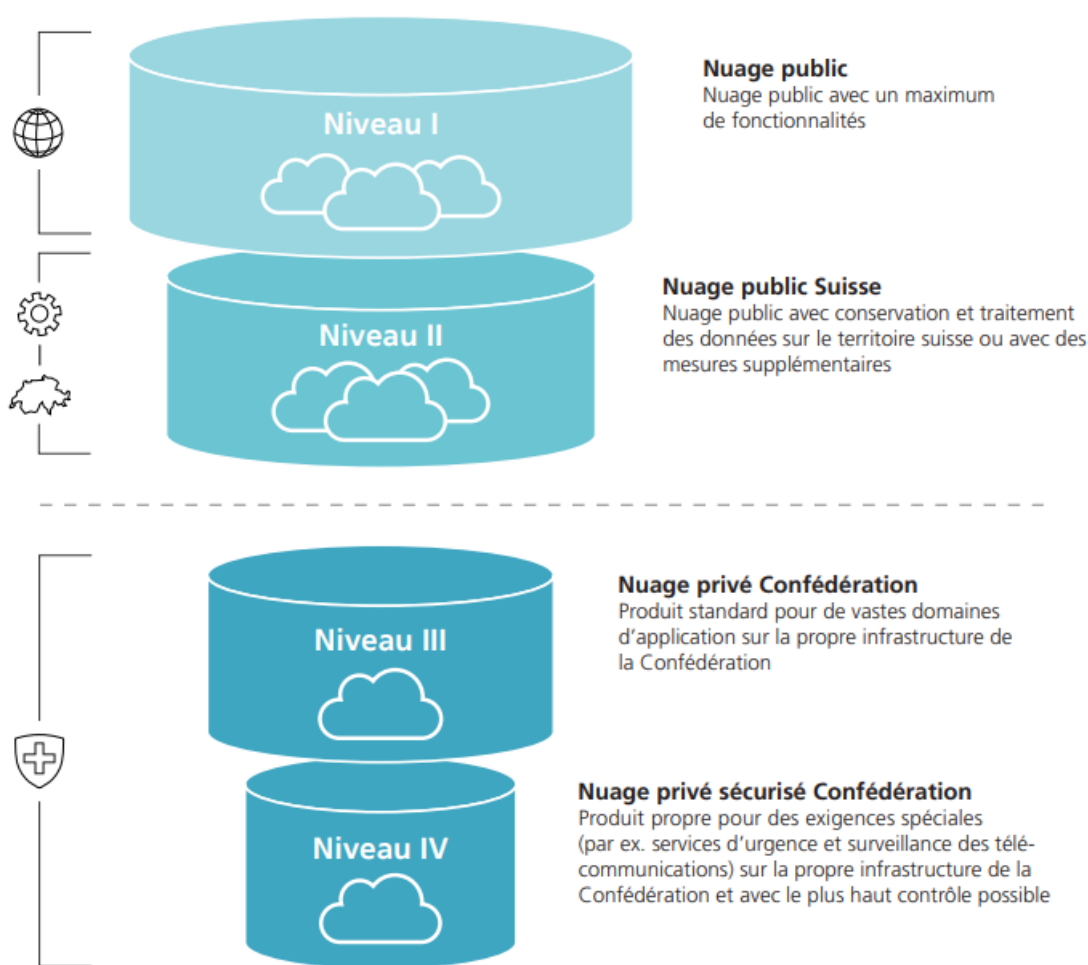 Niveau I
Nuage public
Nuage public avec un maximum
de fonctionnalités
Niveau II
Nuage public Suisse
Nuage public avec conservation et traitement
des données sur le territoire suisse ou avec des
mesures supplémentaires
Niveau III
Nuage privé Confédération
Produit standard pour de vastes domaines
d’application sur la propre infrastructure de
la Confédération
Niveau IV
Nuage privé sécurisé Confédération
Produit propre pour des exigences spéciales
(par ex. services d’urgence et surveillance des télé-
communications) sur la propre infrastructure de la
Confédération et avec le plus haut contrôle possible